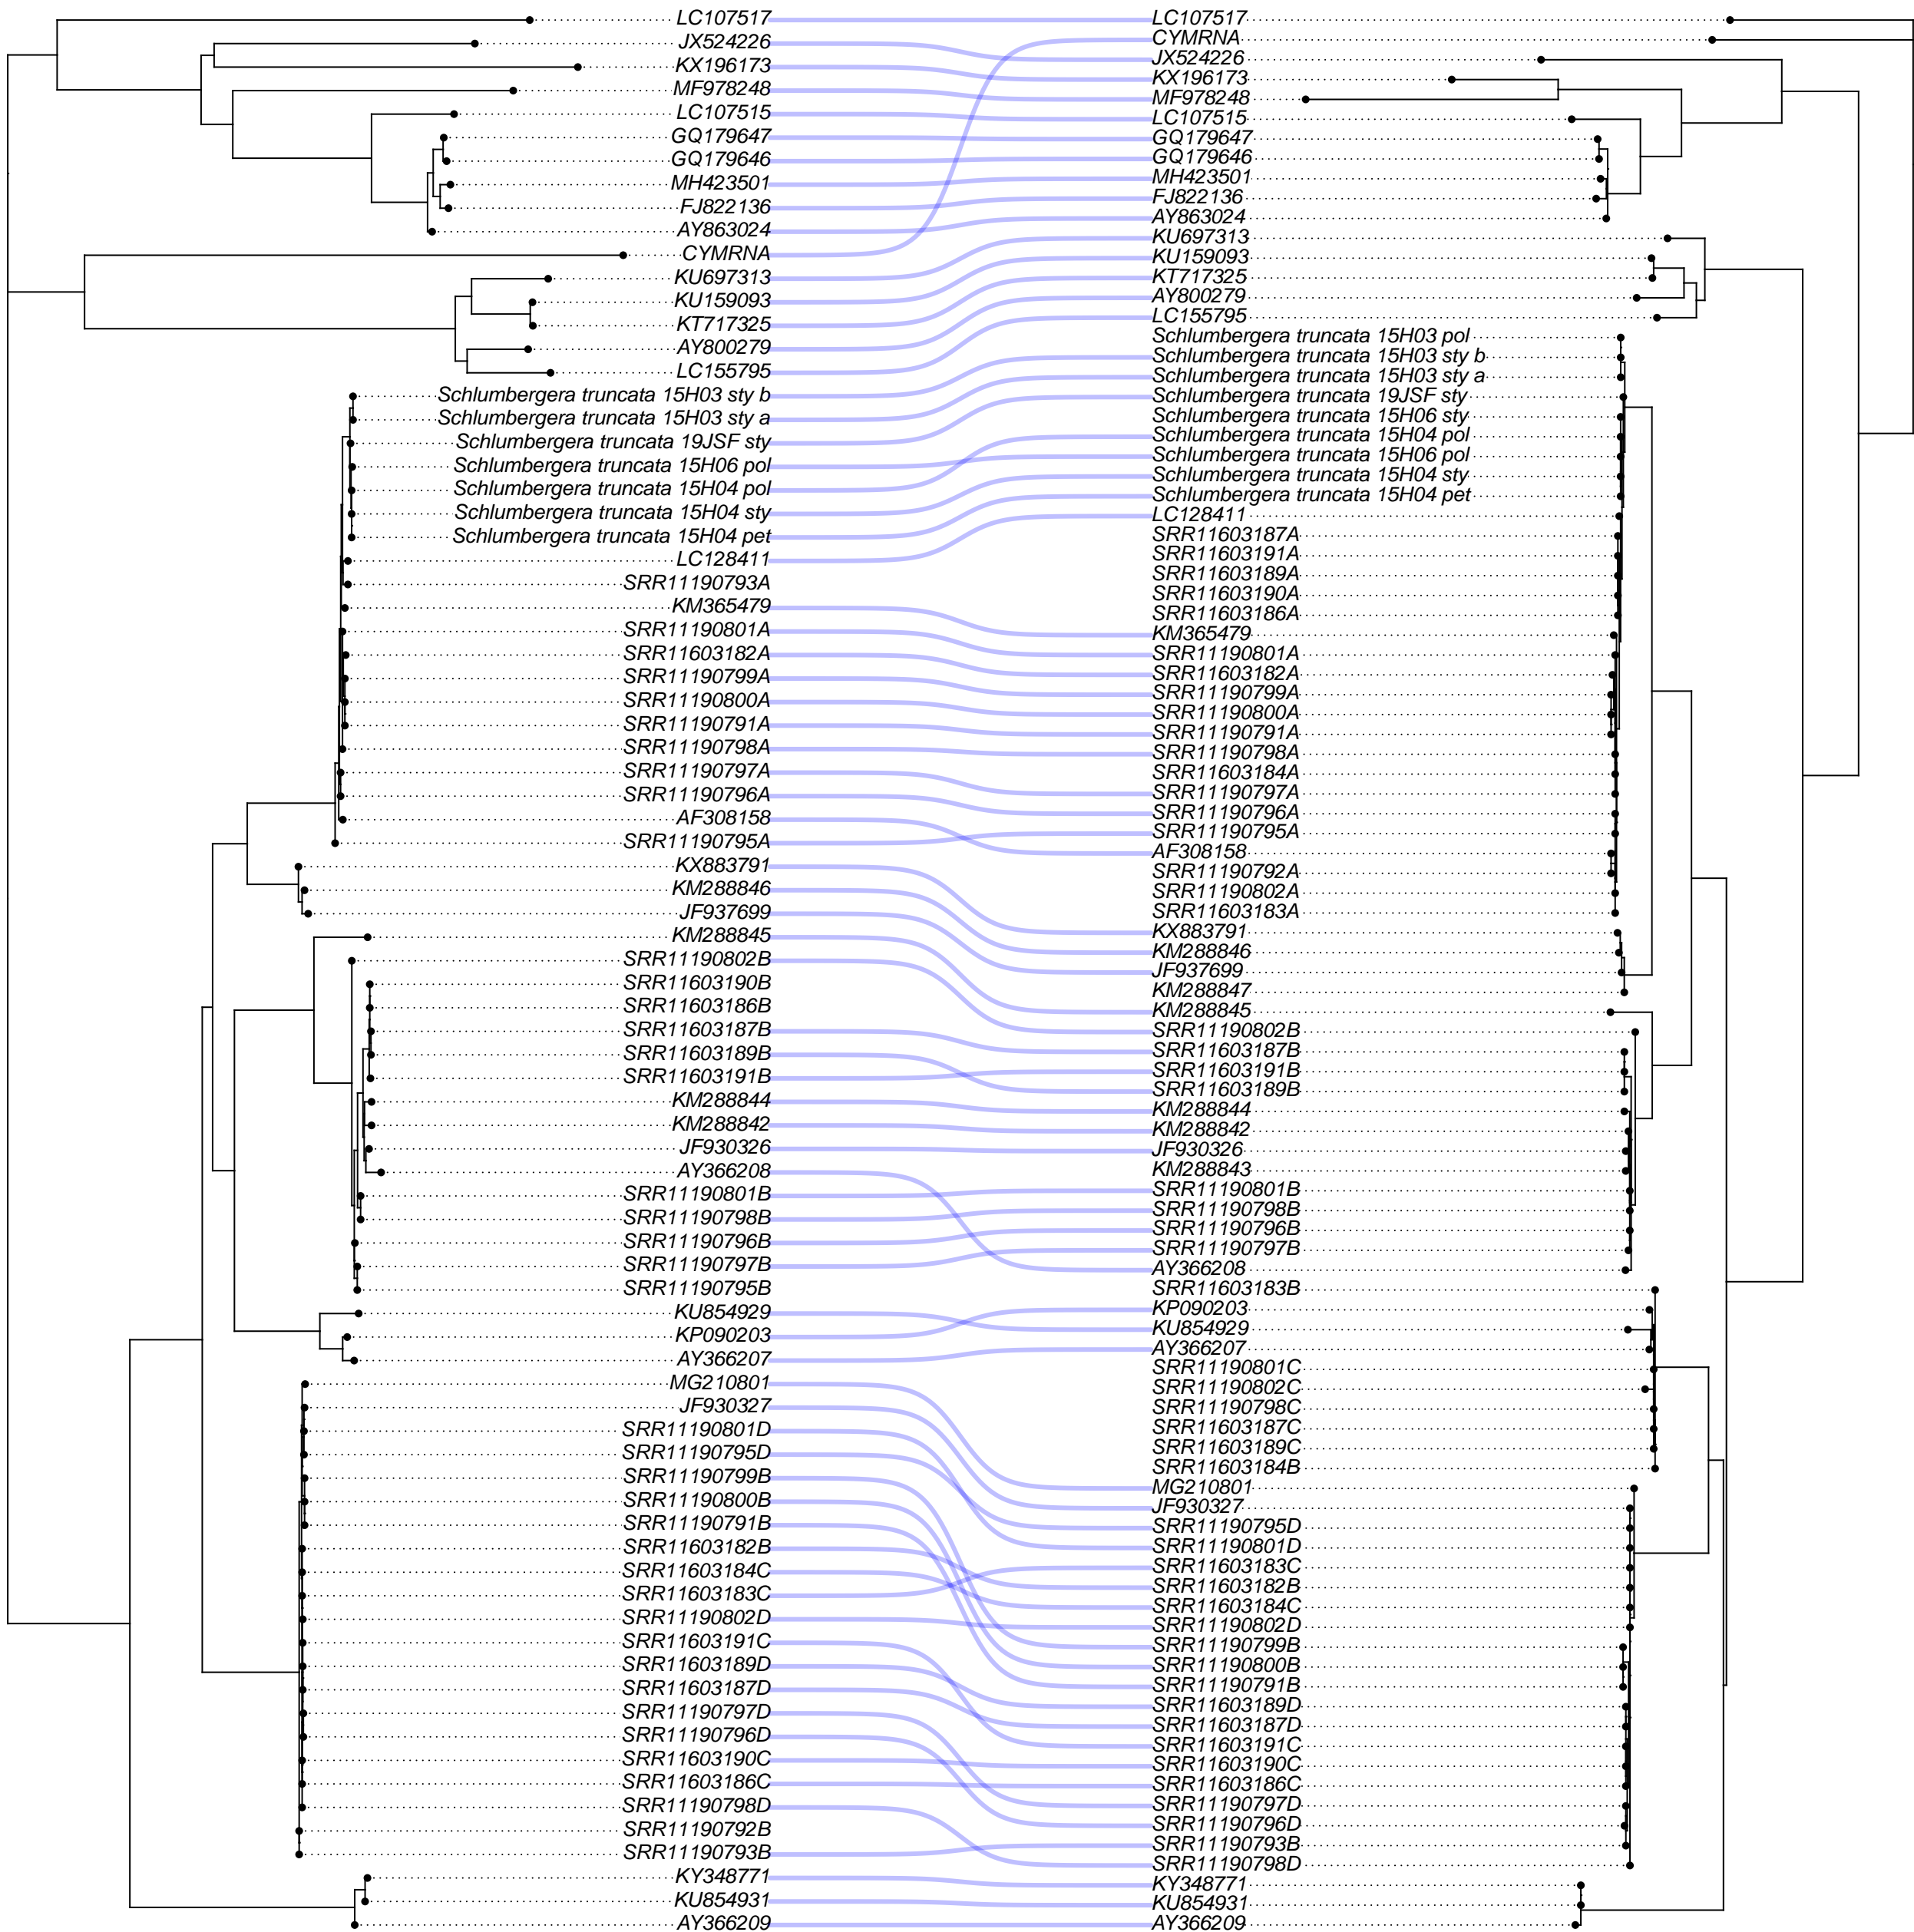 LC107517
JX524226
KX196173
MF978248
LC107515
GQ179647
GQ179646
MH423501
FJ822136
AY863024
CYMRNA
KU697313
KU159093
KT717325
AY800279
LC155795
Schlumbergera truncata 15H03 sty b
Schlumbergera truncata 15H03 sty a
Schlumbergera truncata 19JSF sty
Schlumbergera truncata 15H06 pol
Schlumbergera truncata 15H04 pol
Schlumbergera truncata 15H04 sty
Schlumbergera truncata 15H04 pet
LC128411
SRR11190793A
KM365479
SRR11190801A
SRR11603182A
SRR11190799A
SRR11190800A
SRR11190791A
SRR11190798A
SRR11190797A
SRR11190796A
AF308158
SRR11190795A
KX883791
KM288846
JF937699
KM288845
SRR11190802B
SRR11603190B
SRR11603186B
SRR11603187B
SRR11603189B
SRR11603191B
KM288844
KM288842
JF930326
AY366208
SRR11190801B
SRR11190798B
SRR11190796B
SRR11190797B
SRR11190795B
KU854929
KP090203
AY366207
MG210801
JF930327
SRR11190801D
SRR11190795D
SRR11190799B
SRR11190800B
SRR11190791B
SRR11603182B
SRR11603184C
SRR11603183C
SRR11190802D
SRR11603191C
SRR11603189D
SRR11603187D
SRR11190797D
SRR11190796D
SRR11603190C
SRR11603186C
SRR11190798D
SRR11190792B
SRR11190793B
KY348771
KU854931
AY366209
LC107517
CYMRNA
JX524226
KX196173
MF978248
LC107515
GQ179647
GQ179646
MH423501
FJ822136
AY863024
KU697313
KU159093
KT717325
AY800279
LC155795
Schlumbergera truncata 15H03 pol
Schlumbergera truncata 15H03 sty b
Schlumbergera truncata 15H03 sty a
Schlumbergera truncata 19JSF sty
Schlumbergera truncata 15H06 sty
Schlumbergera truncata 15H04 pol
Schlumbergera truncata 15H06 pol
Schlumbergera truncata 15H04 sty
Schlumbergera truncata 15H04 pet
LC128411
SRR11603187A
SRR11603191A
SRR11603189A
SRR11603190A
SRR11603186A
KM365479
SRR11190801A
SRR11603182A
SRR11190799A
SRR11190800A
SRR11190791A
SRR11190798A
SRR11603184A
SRR11190797A
SRR11190796A
SRR11190795A
AF308158
SRR11190792A
SRR11190802A
SRR11603183A
KX883791
KM288846
JF937699
KM288847
KM288845
SRR11190802B
SRR11603187B
SRR11603191B
SRR11603189B
KM288844
KM288842
JF930326
KM288843
SRR11190801B
SRR11190798B
SRR11190796B
SRR11190797B
AY366208
SRR11603183B
KP090203
KU854929
AY366207
SRR11190801C
SRR11190802C
SRR11190798C
SRR11603187C
SRR11603189C
SRR11603184B
MG210801
JF930327
SRR11190795D
SRR11190801D
SRR11603183C
SRR11603182B
SRR11603184C
SRR11190802D
SRR11190799B
SRR11190800B
SRR11190791B
SRR11603189D
SRR11603187D
SRR11603191C
SRR11603190C
SRR11603186C
SRR11190797D
SRR11190796D
SRR11190793B
SRR11190798D
KY348771
KU854931
AY366209